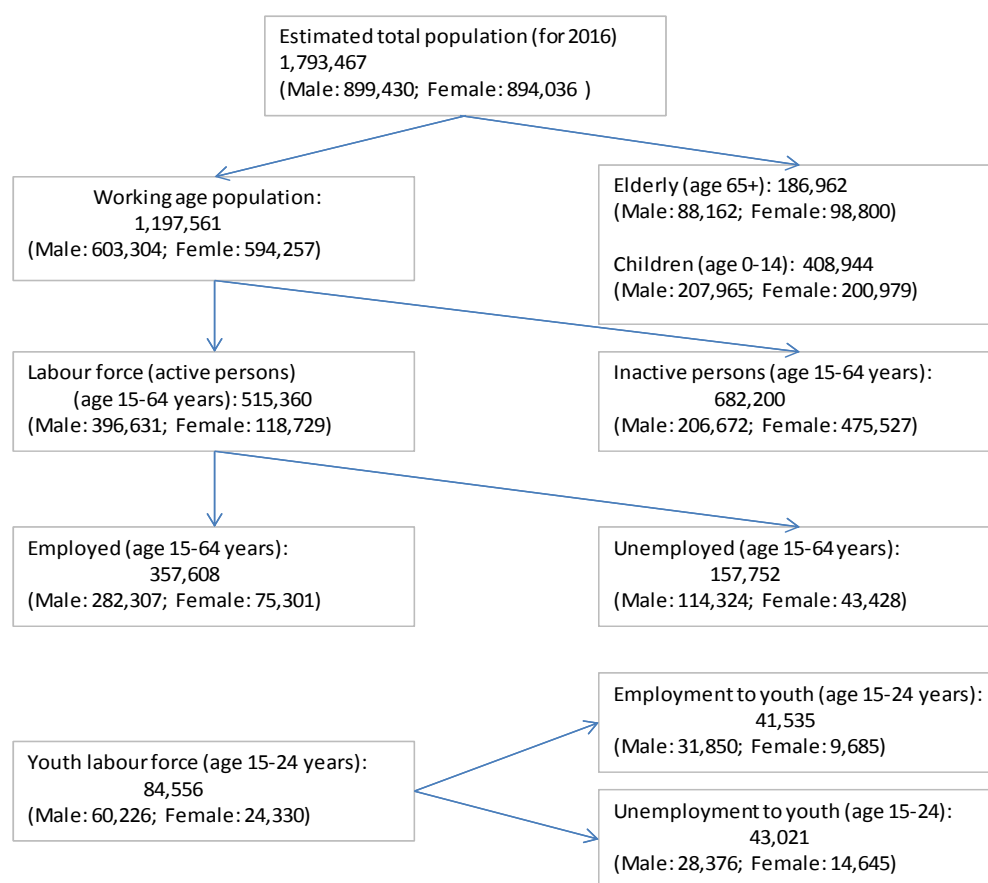 Estimated total population (for 2016)
1,793,467
(Male: 899,430; Female: 894,036 )
Working age population:
1,197,561
(Male: 603,304; Femle: 594,257)
Elderly (age 65+): 186,962
(Male: 88,162; Female: 98,800)
Children (age 0-14): 408,944
(Male: 207,965; Female: 200,979)
Labour force (active persons)
(age 15-64 years): 515,360
(Male: 396,631; Female: 118,729)
Inactive persons (age 15-64 years):
682,200
(Male: 206,672; Female: 475,527)
Employed (age 15-64 years):
357,608
(Male: 282,307; Female: 75,301)
Unemployed (age 15-64 years):
157,752
(Male: 114,324; Female: 43,428)
Youth labour force (age 15-24 years):
84,556
(Male: 60,226; Female: 24,330)
Employment to youth (age 15-24 years):
41,535
(Male: 31,850; Female: 9,685)
Unemployment to youth (age 15-24):
43,021
(Male: 28,376; Female: 14,645)